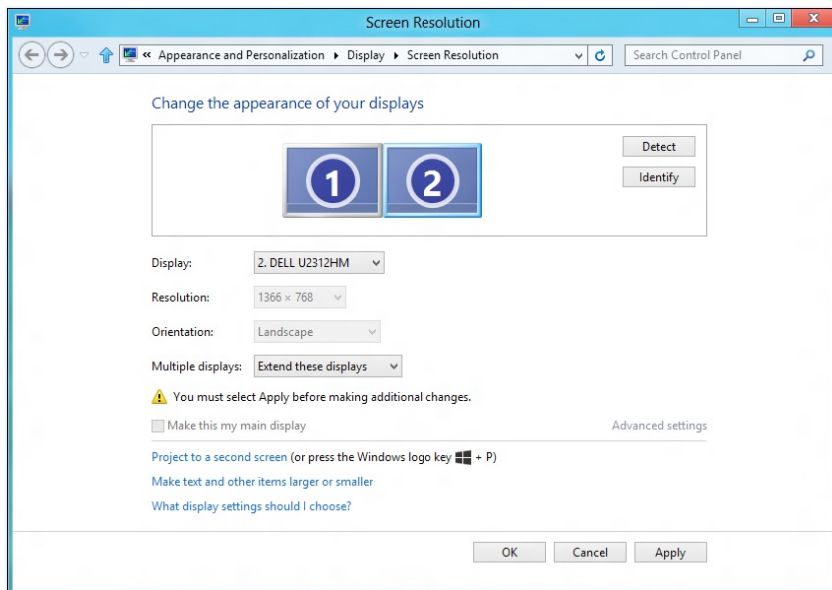 Screen Resolution
« Appearance and Personalization Display Screen Resolution Search Control Panel
Change the appearance of your displays
1 2
Detect
Identify
Display: 2. DELL U2312HM
Resolution: 1366 × 768
Orientation: Landscape
Multiple displays: Extend these displays
You must select Apply before making additional changes.
Make this my main display Advanced settings
Project to a second screen (or press the Windows logo key + P)
Make text and other items larger or smaller
What display settings should I choose?
OK Cancel Apply